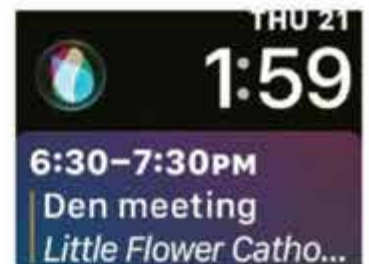 THU 21
1:59
6:30–7:30PM
Den meeting
Little Flower Catho...